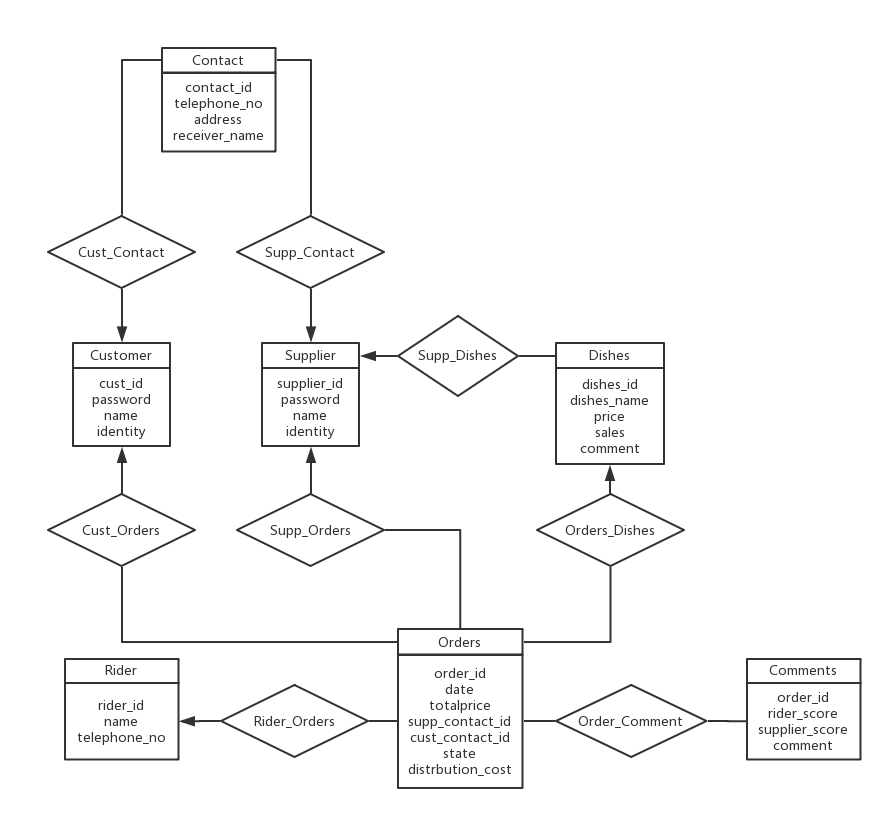 Contact
contact_id
telephone_no
address
receiver_name
Cust_Contact
Supp_Contact
Customer
cust_id
password
name
identity
Supplier
supplier_id
password
name
identity
Supp_Dishes
Dishes
dishes_id
dishes_name
price
sales
comment
Cust_Orders
Supp_Orders
Orders_Dishes
Rider
rider_id
name
telephone_no
Rider_Orders
Orders
order_id
date
totalprice
supp_contact_id
cust_contact_id
state
distrbution_cost
Order_Comment
Comments
order_id
rider_score
supplier_score
comment